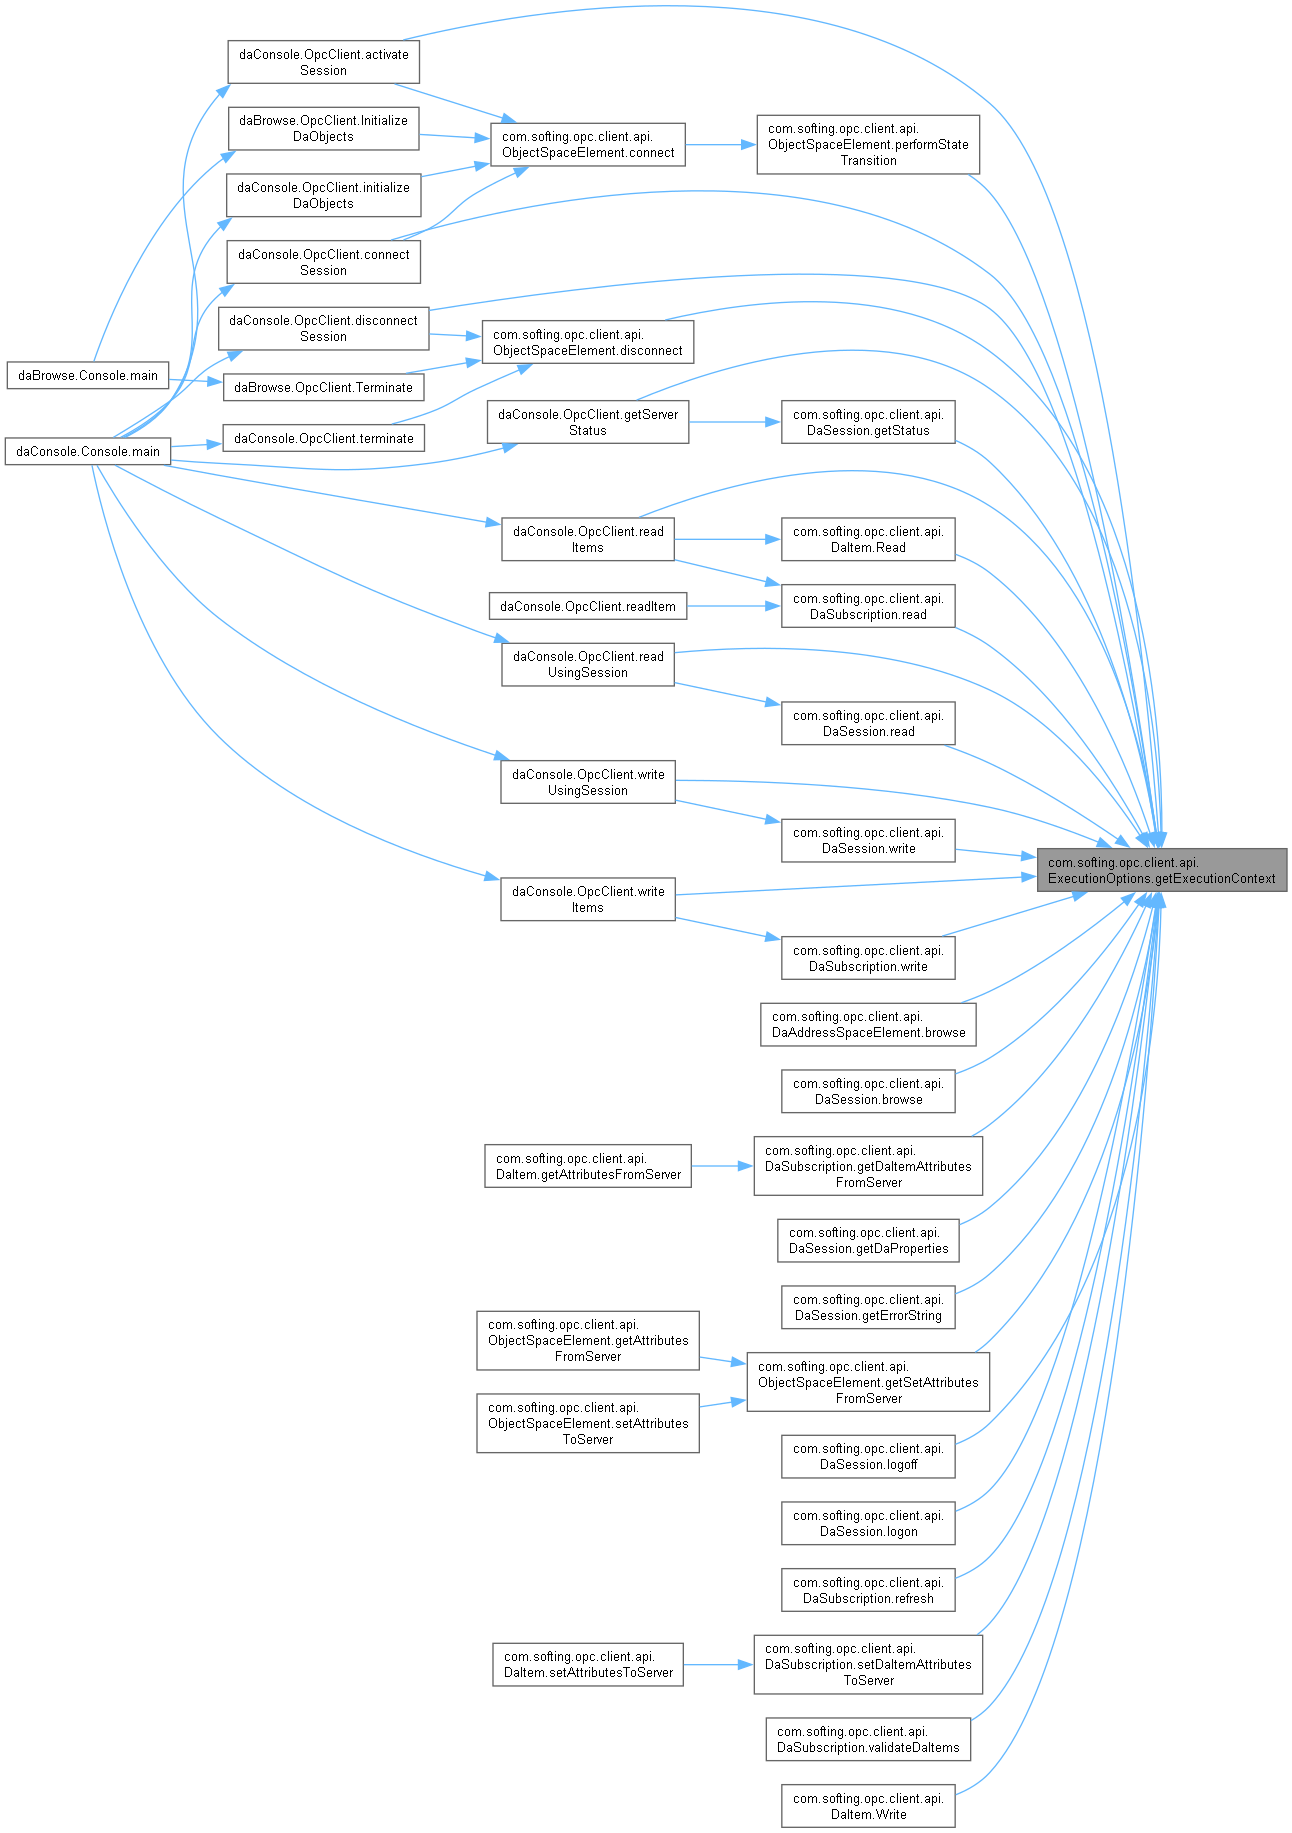 daConsole.OpcClient.activate
Session
daBrowse.OpcClient.Initialize
DaObjects
com.softing.opc.client.api.
ObjectSpaceElement.connect
com.softing.opc.client.api.
ObjectSpaceElement.performState
Transition
daConsole.OpcClient.initialize
DaObjects
daConsole.OpcClient.connect
Session
daConsole.OpcClient.disconnect
Session
com.softing.opc.client.api.
ObjectSpaceElement.disconnect
daBrowse.Console.main
daBrowse.OpcClient.Terminate
daConsole.OpcClient.getServer
Status
com.softing.opc.client.api.
DaSession.getStatus
daConsole.OpcClient.terminate
daConsole.Console.main
daConsole.OpcClient.read
Items
com.softing.opc.client.api.
DaItem.Read
daConsole.OpcClient.readItem
com.softing.opc.client.api.
DaSubscription.read
daConsole.OpcClient.read
UsingSession
com.softing.opc.client.api.
DaSession.read
daConsole.OpcClient.write
UsingSession
com.softing.opc.client.api.
DaSession.write
com.softing.opc.client.api.
ExecutionOptions.getExecutionContext
daConsole.OpcClient.write
Items
com.softing.opc.client.api.
DaSubscription.write
com.softing.opc.client.api.
DaAddressSpaceElement.browse
com.softing.opc.client.api.
DaSession.browse
com.softing.opc.client.api.
DaItem.getAttributesFromServer
com.softing.opc.client.api.
DaSubscription.getDaItemAttributes
FromServer
com.softing.opc.client.api.
DaSession.getDaProperties
com.softing.opc.client.api.
DaSession.getErrorString
com.softing.opc.client.api.
ObjectSpaceElement.getAttributes
FromServer
com.softing.opc.client.api.
ObjectSpaceElement.getSetAttributes
FromServer
com.softing.opc.client.api.
ObjectSpaceElement.setAttributes
ToServer
com.softing.opc.client.api.
DaSession.logoff
com.softing.opc.client.api.
DaSession.logon
com.softing.opc.client.api.
DaSubscription.refresh
com.softing.opc.client.api.
DaItem.setAttributesToServer
com.softing.opc.client.api.
DaSubscription.setDaItemAttributes
ToServer
com.softing.opc.client.api.
DaSubscription.validateDaItems
com.softing.opc.client.api.
DaItem.Write